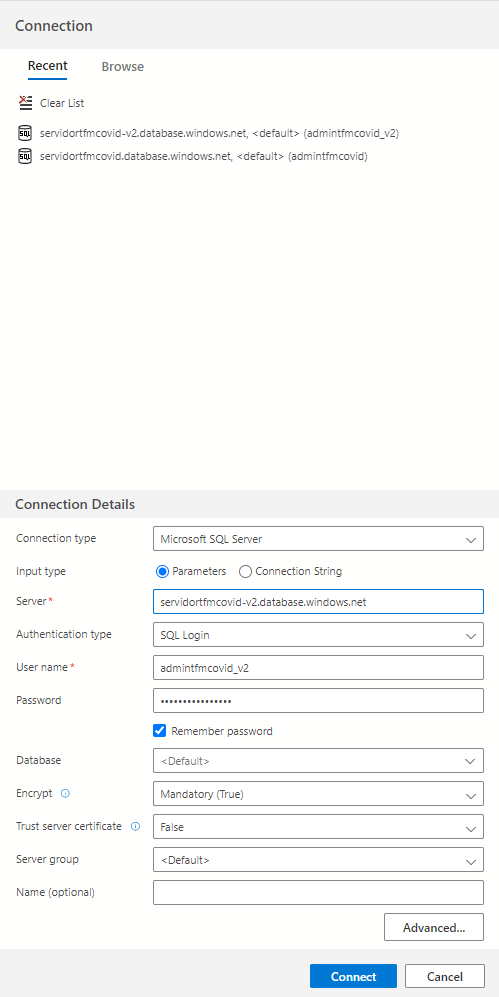 Connection
Recent Browse
Clear List
servidortfmcovid-v2.database.windows.net, <default> (admintfmcovid_v2)
servidortfmcovid.database.windows.net, <default> (admintfmcovid)
Connection Details
Connection type Microsoft SQL Server
Input type Parameters Connection String
Server* servidortfmcovid-v2.database.windows.net
Authentication type SQL Login
User name* admintfmcovid_v2
Password ••••••••••••••••
Remember password
Database <Default>
Encrypt Mandatory (True)
Trust server certificate False
Server group <Default>
Name (optional)
Advanced...
Connect Cancel